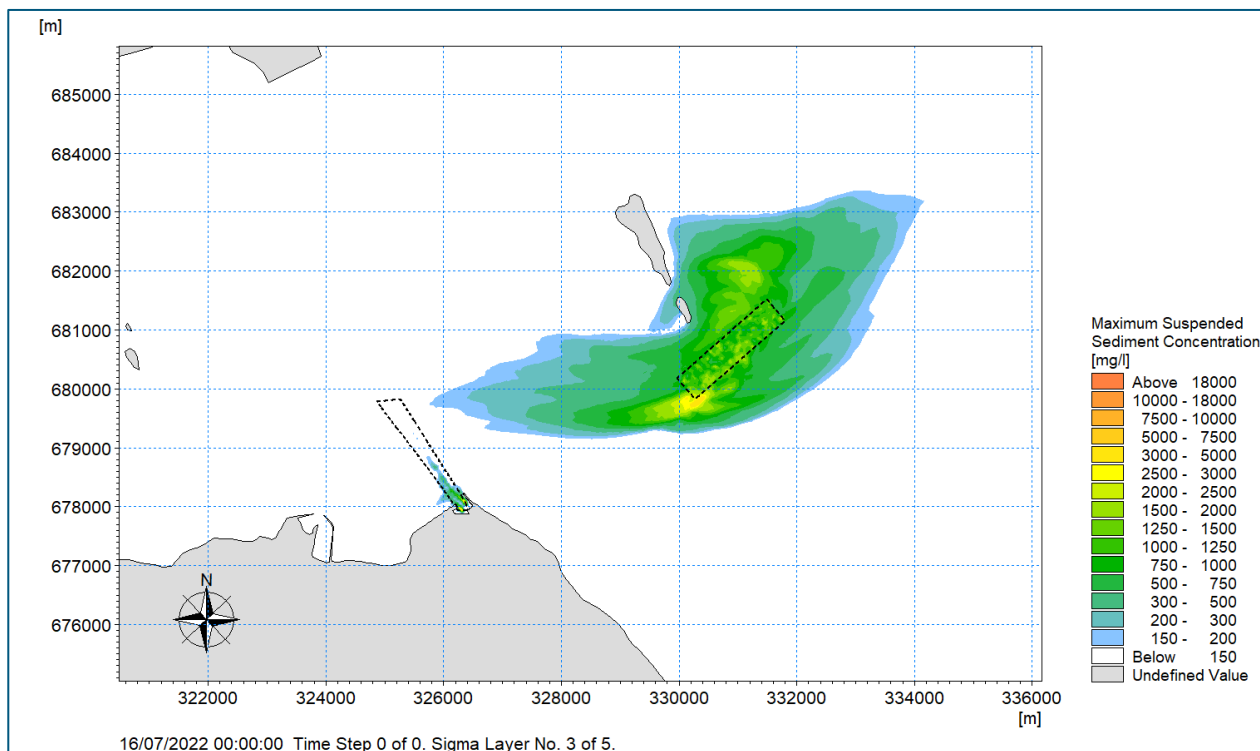 [m]
685000
684000
683000
682000
681000
680000
679000
678000
677000
676000
N
322000 324000 326000 328000 330000 332000 334000 336000
[m]
16/07/2022 00:00:00 Time Step 0 of 0. Sigma Layer No. 3 of 5.
Maximum Suspended
Sediment Concentration
[mg/l]
Above 18000
10000 - 18000
7500 - 10000
5000 - 7500
3000 - 5000
2500 - 3000
2000 - 2500
1500 - 2000
1250 - 1500
1000 - 1250
750 - 1000
500 - 750
300 - 500
200 - 300
150 - 200
Below 150
Undefined Value